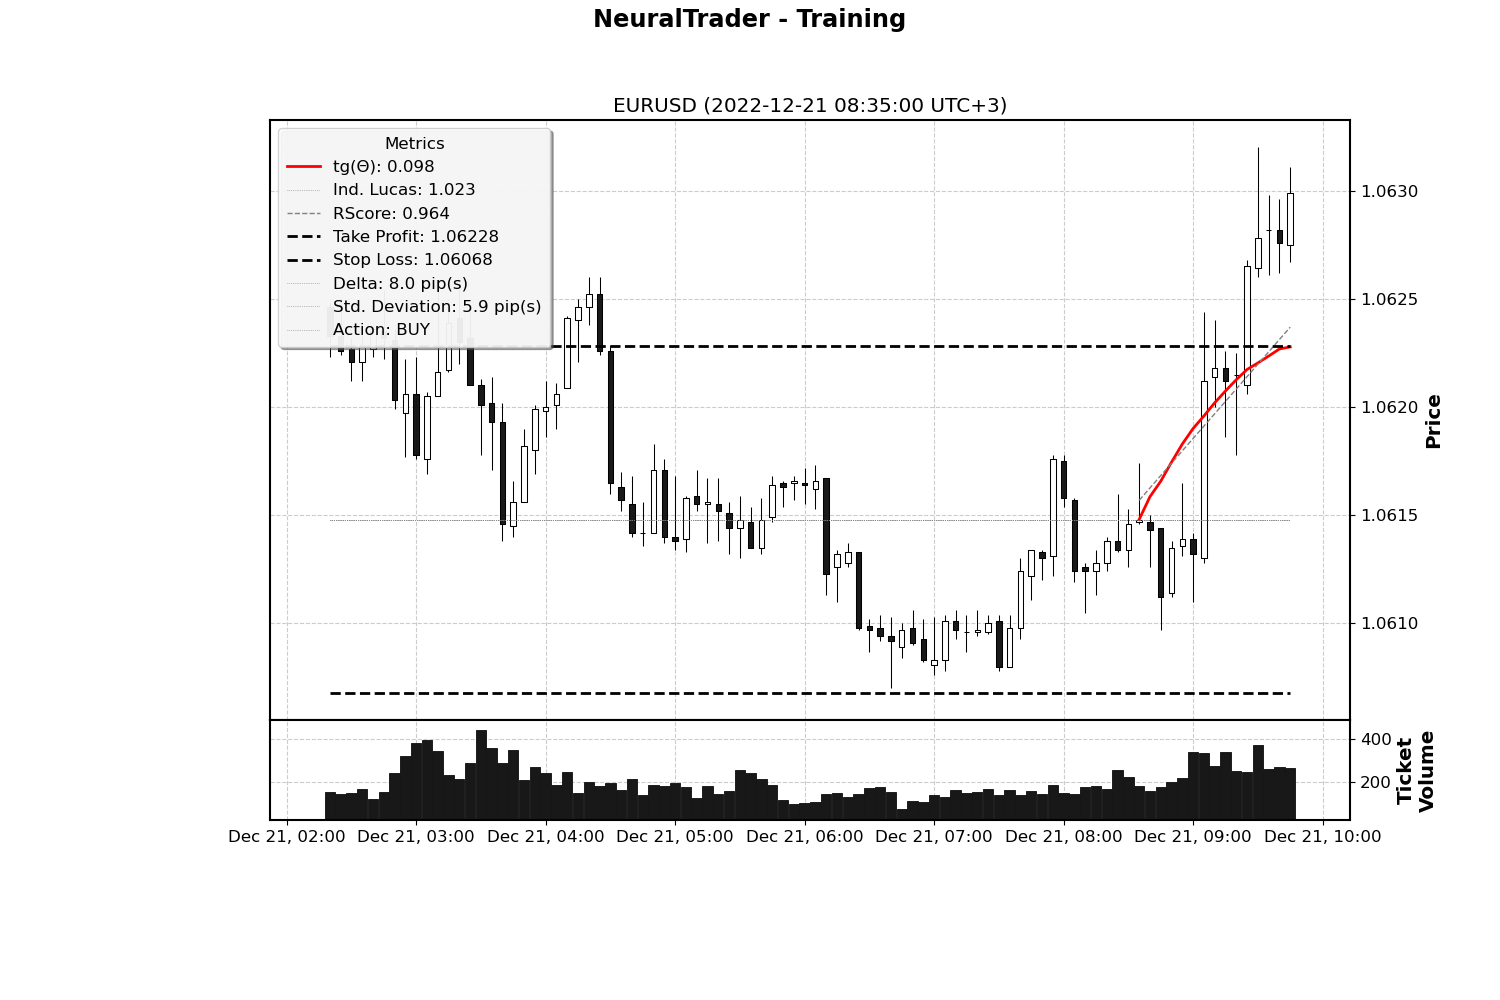 NeuralTrader - Training
EURUSD (2022-12-21 08:35:00 UTC+3)
Metrics
tg(Θ): 0.098
Ind. Lucas: 1.023
RScore: 0.964
Take Profit: 1.06228
Stop Loss: 1.06068
Delta: 8.0 pip(s)
Std. Deviation: 5.9 pip(s)
Action: BUY
1.0630
1.0625
1.0620
1.0615
1.0610
Price
400
200
Ticket
Volume
Dec 21, 02:00
Dec 21, 03:00
Dec 21, 04:00
Dec 21, 05:00
Dec 21, 06:00
Dec 21, 07:00
Dec 21, 08:00
Dec 21, 09:00
Dec 21, 10:00